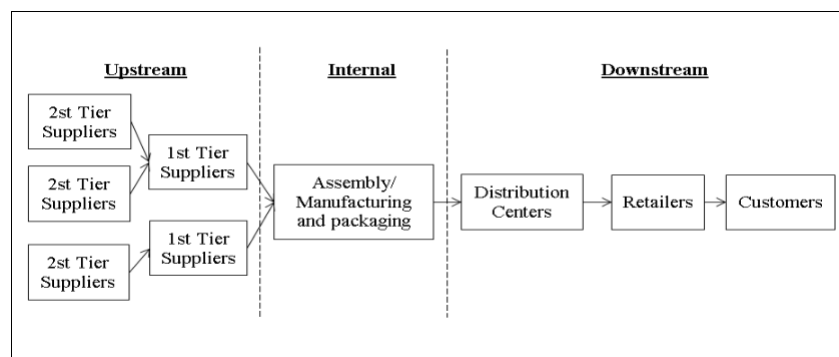 Upstream
Internal
Downstream
2st Tier
Suppliers
2st Tier
Suppliers
2st Tier
Suppliers
1st Tier
Suppliers
1st Tier
Suppliers
Assembly/
Manufacturing
and packaging
Distribution
Centers
Retailers
Customers